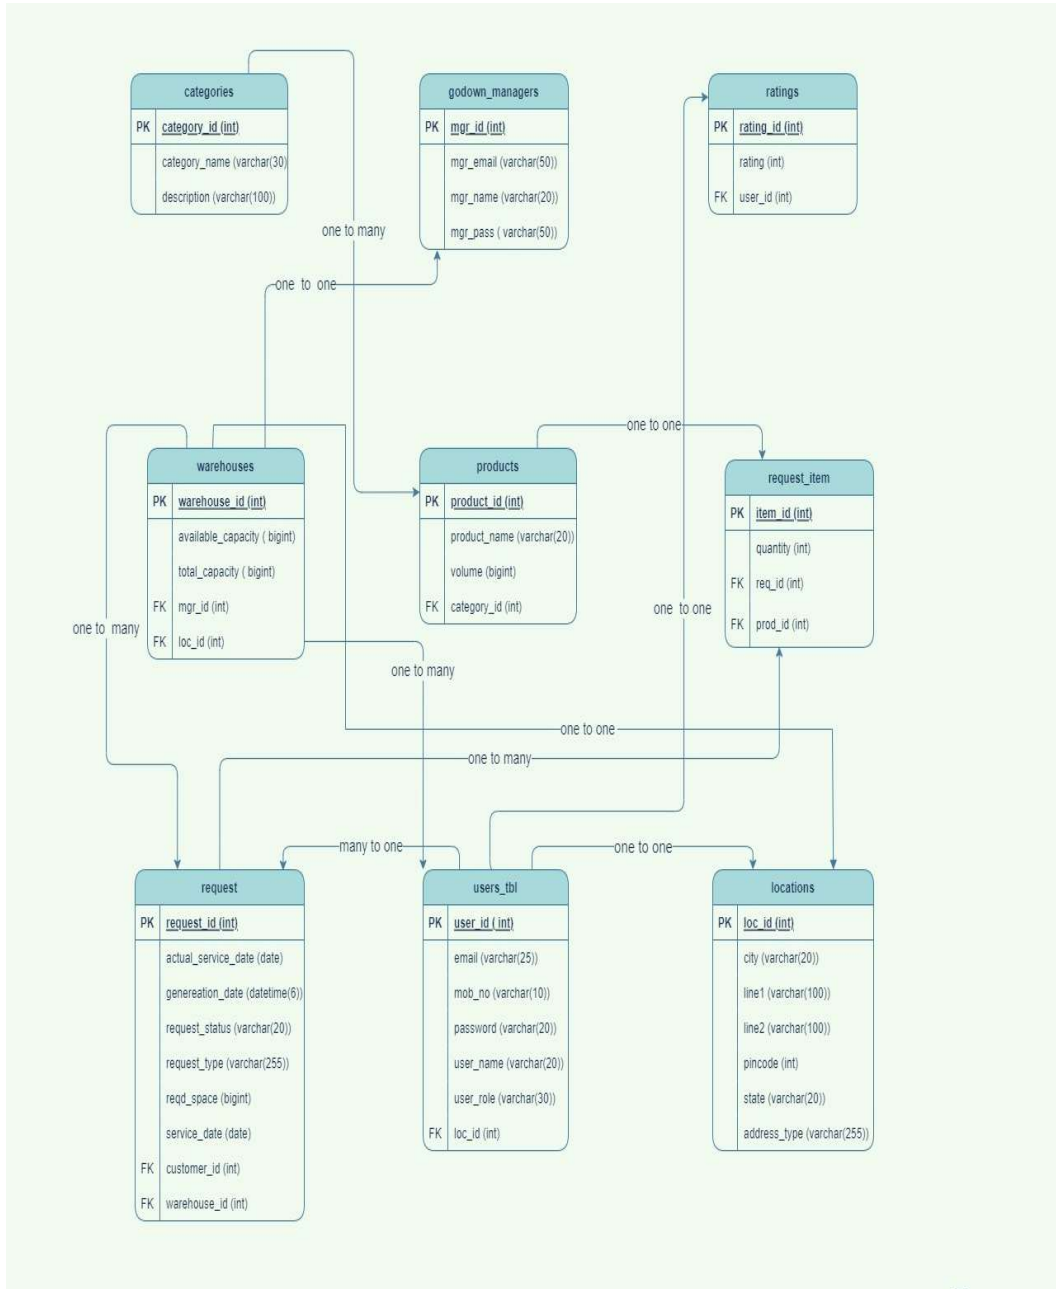 categories
PK category_id (int)
category_name (varchar(30)
description (varchar(100))
godown_managers
PK mgr_id (int)
mgr_email (varchar(50))
mgr_name (varchar(20))
mgr_pass ( varchar(50))
ratings
PK rating_id (int)
rating (int)
FK user_id (int)
one to many
one to one
one to one
warehouses
PK warehouse_id (int)
available_capacity ( bigint)
total_capacity ( bigint)
FK mgr_id (int)
FK loc_id (int)
products
PK product_id (int)
product_name (varchar(20))
volume (bigint)
FK category_id (int)
request_item
PK item_id (int)
quantity (int)
FK req_id (int)
FK prod_id (int)
one to many
one to one
one to many
one to one
one to many
many to one
one to one
request
PK request_id (int)
actual_service_date (date)
genereation_date (datetime(6))
request_status (varchar(20))
request_type (varchar(255))
reqd_space (bigint)
service_date (date)
FK customer_id (int)
FK warehouse_id (int)
users_tbl
PK user_id ( int)
email (varchar(25))
mob_no (varchar(10))
password (varchar(20))
user_name (varchar(20))
user_role (varchar(30))
FK loc_id (int)
locations
PK loc_id (int)
city (varchar(20))
line1 (varchar(100))
line2 (varchar(100))
pincode (int)
state (varchar(20))
address_type (varchar(255))